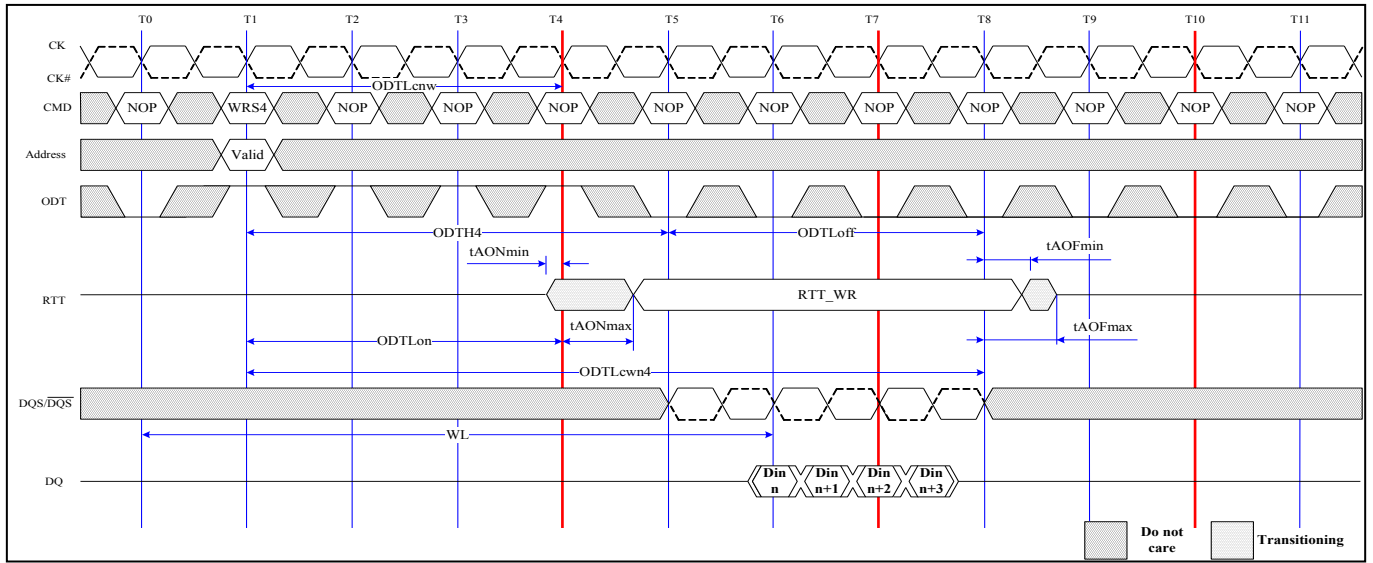 T0 T1 T2 T3 T4 T5 T6 T7 T8 T9 T10 T11
CK
CK#
ODTLcnw
CMD NOP WRS4 NOP NOP NOP NOP NOP NOP NOP NOP NOP NOP
Address Valid
ODT
ODTH4 ODTLoff
tAONmin tAOFmin
RTT RTT_WR
tAONmax tAOFmax
ODTLon
ODTLcwn4
DQS/DQS
WL
DQ Din n Din n+1 Din n+2 Din n+3
Do not care Transitioning